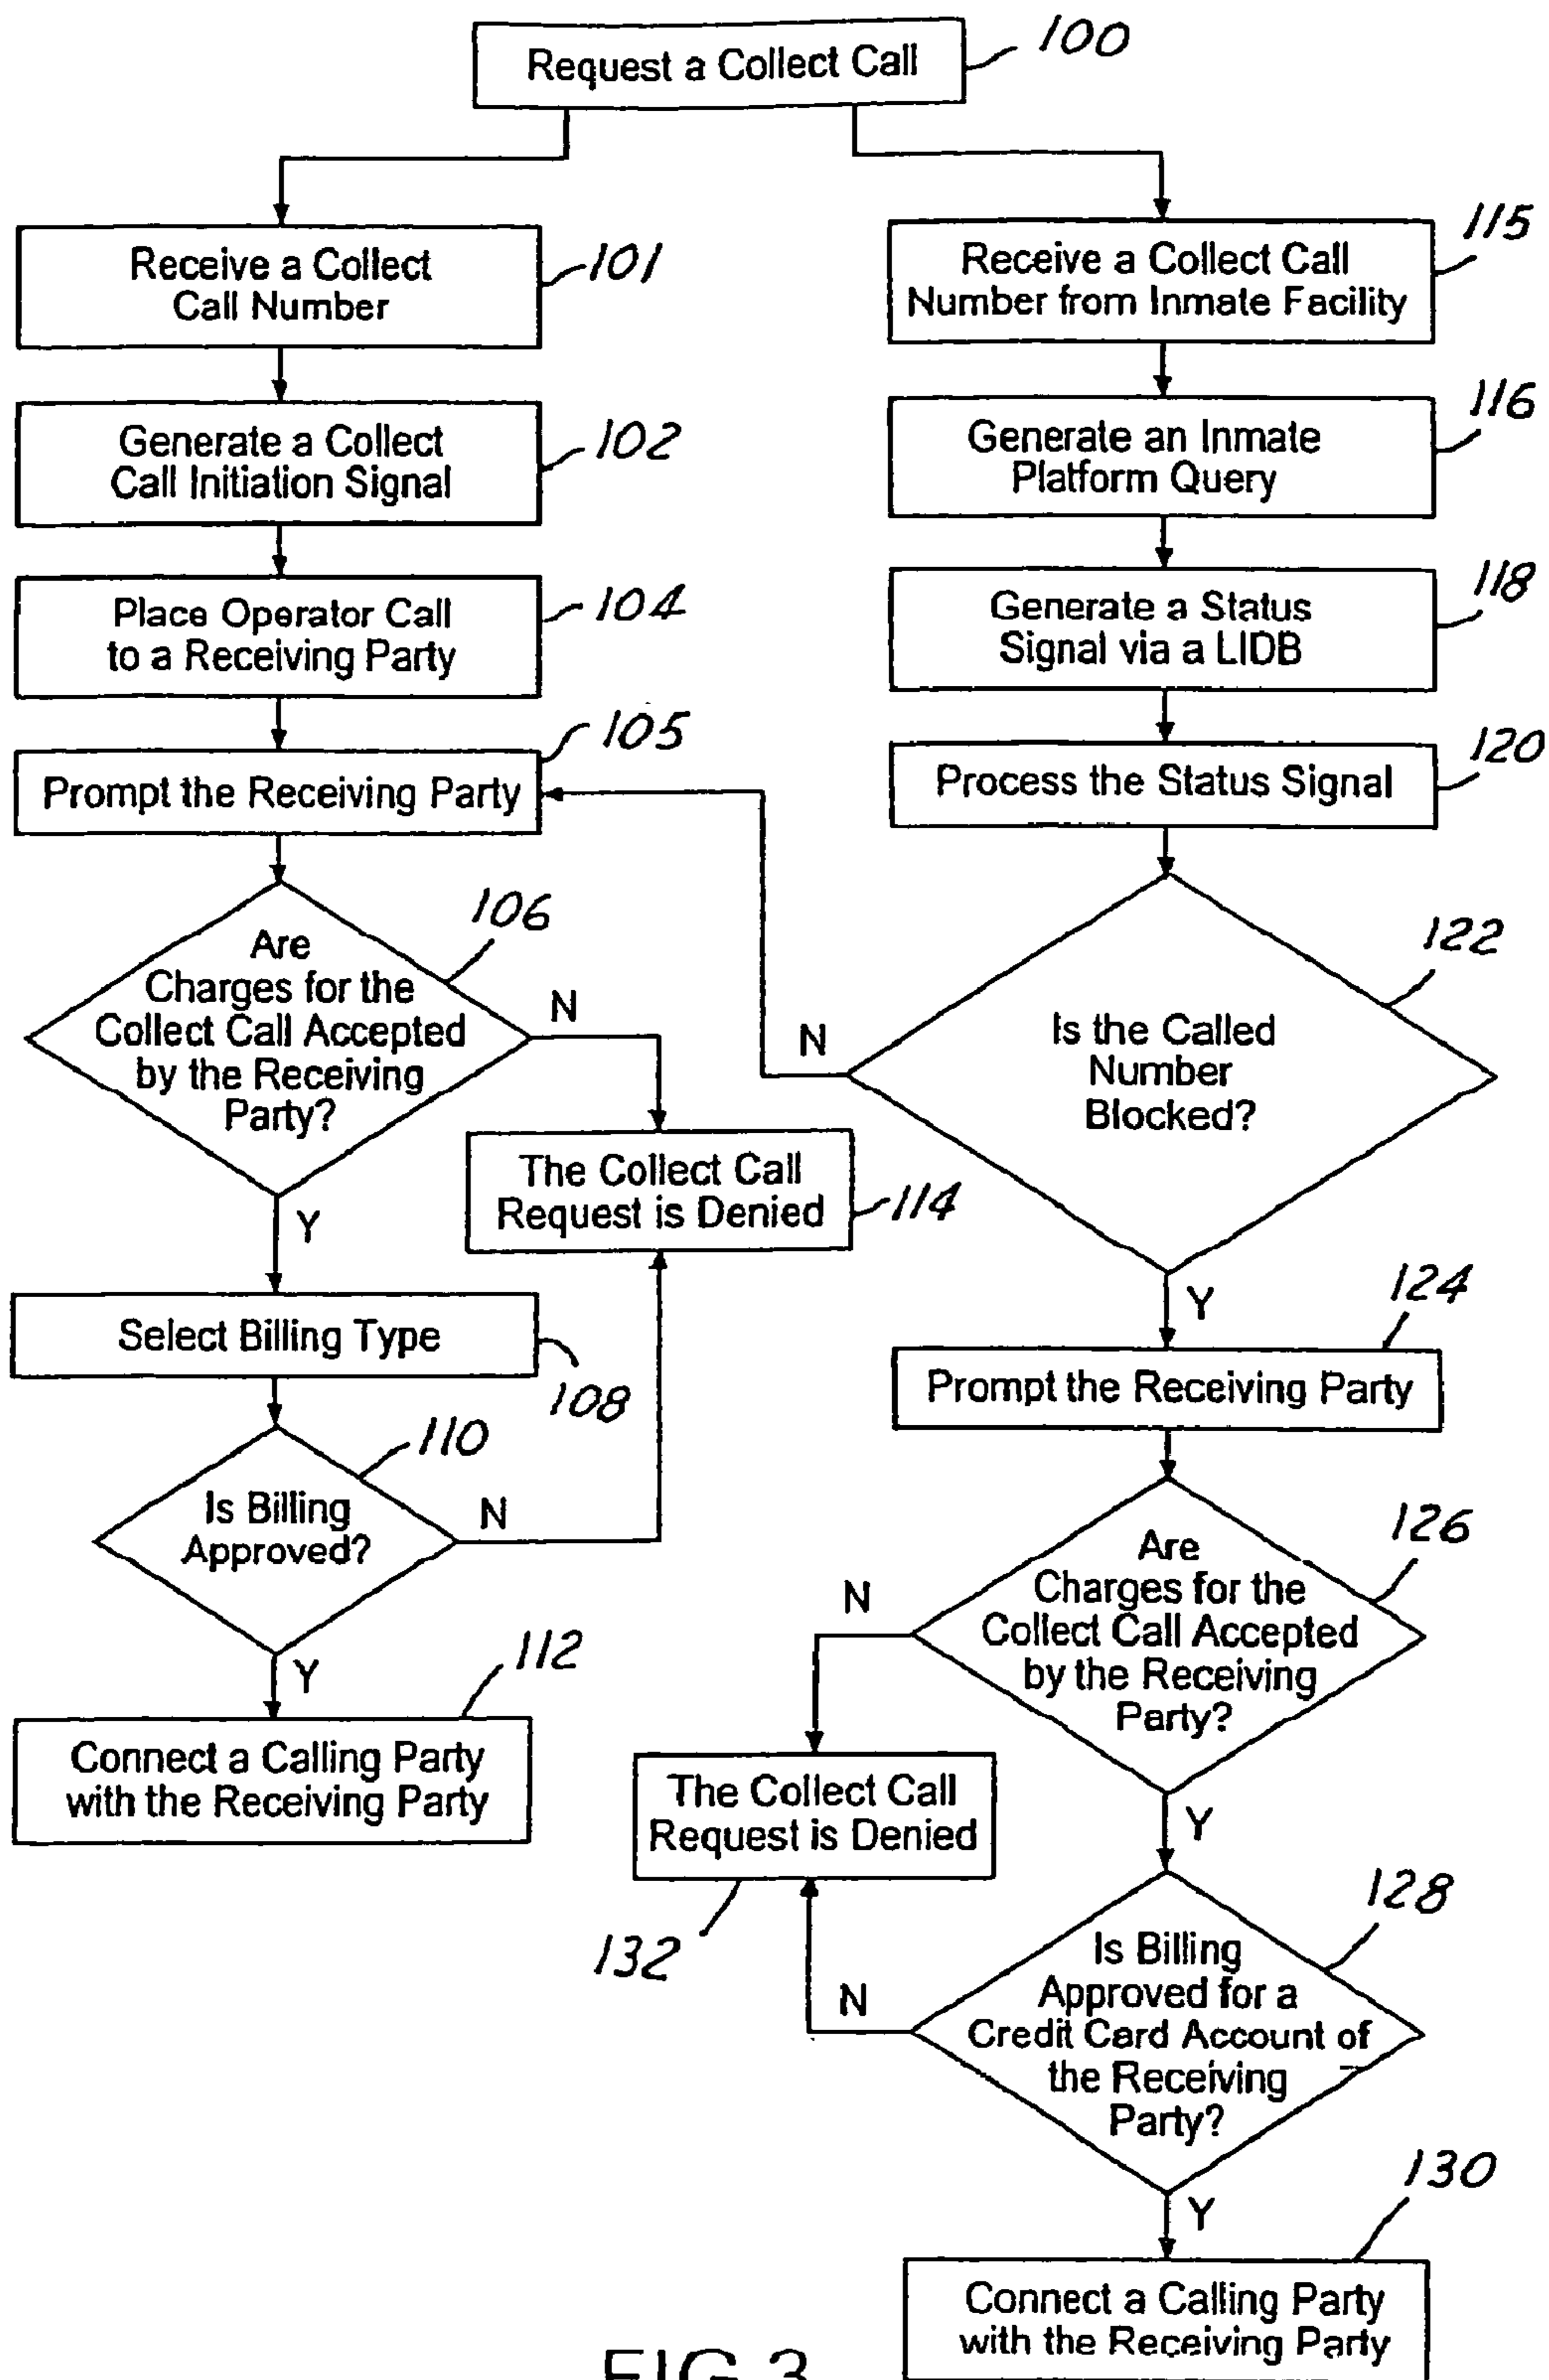 Request a Collect Call
100
Receive a Collect
Call Number
101
Generate a Collect
Call Initiation Signal
102
Place Operator Call
to a Receiving Party
104
Prompt the Receiving Party
105
Are
Charges for the
Collect Call Accepted
by the Receiving
Party?
106
N
Y
The Collect Call
Request is Denied
114
Select Billing Type
108
Is Billing
Approved?
110
N
Y
Connect a Calling Party
with the Receiving Party
112
Receive a Collect Call
Number from Inmate Facility
115
Generate an Inmate
Platform Query
116
Generate a Status
Signal via a LIDB
118
Process the Status Signal
120
Is the Called
Number
Blocked?
122
N
Y
Prompt the Receiving Party
124
Are
Charges for the
Collect Call Accepted
by the Receiving
Party?
126
N
Y
The Collect Call
Request is Denied
132
Is Billing
Approved for a
Credit Card Account of
the Receiving
Party?
128
N
Y
Connect a Calling Party
with the Receiving Party
130
FIG.3